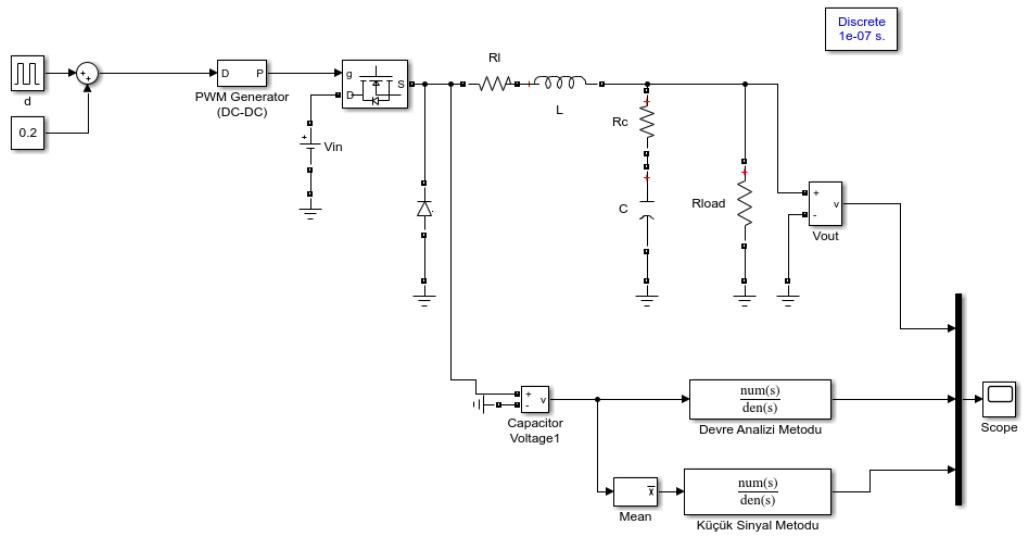 Discrete
1e-07 s.
d
0.2
D P
PWM Generator
(DC-DC)
g
D
S
Vin
Rl
L
Rc
C
Rload
+
-
v
Vout
+
-
v
Capacitor
Voltage1
num(s)
den(s)
Devre Analizi Metodu
Mean
num(s)
den(s)
Küçük Sinyal Metodu
Scope